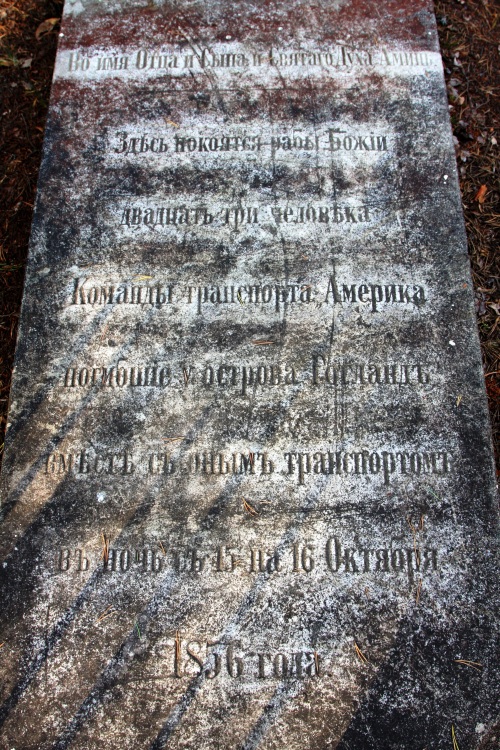 Во имя Отца и Сына и Святаго Духа Аминь.
Здѣсь покоятся рабы Божіи
двадцать три человѣка
Команды транспорта Америка
погибшіе у острова Готландъ
вмѣстѣ съ онымъ транспортомъ
въ ночь съ 15 на 16 Октября
1856 года